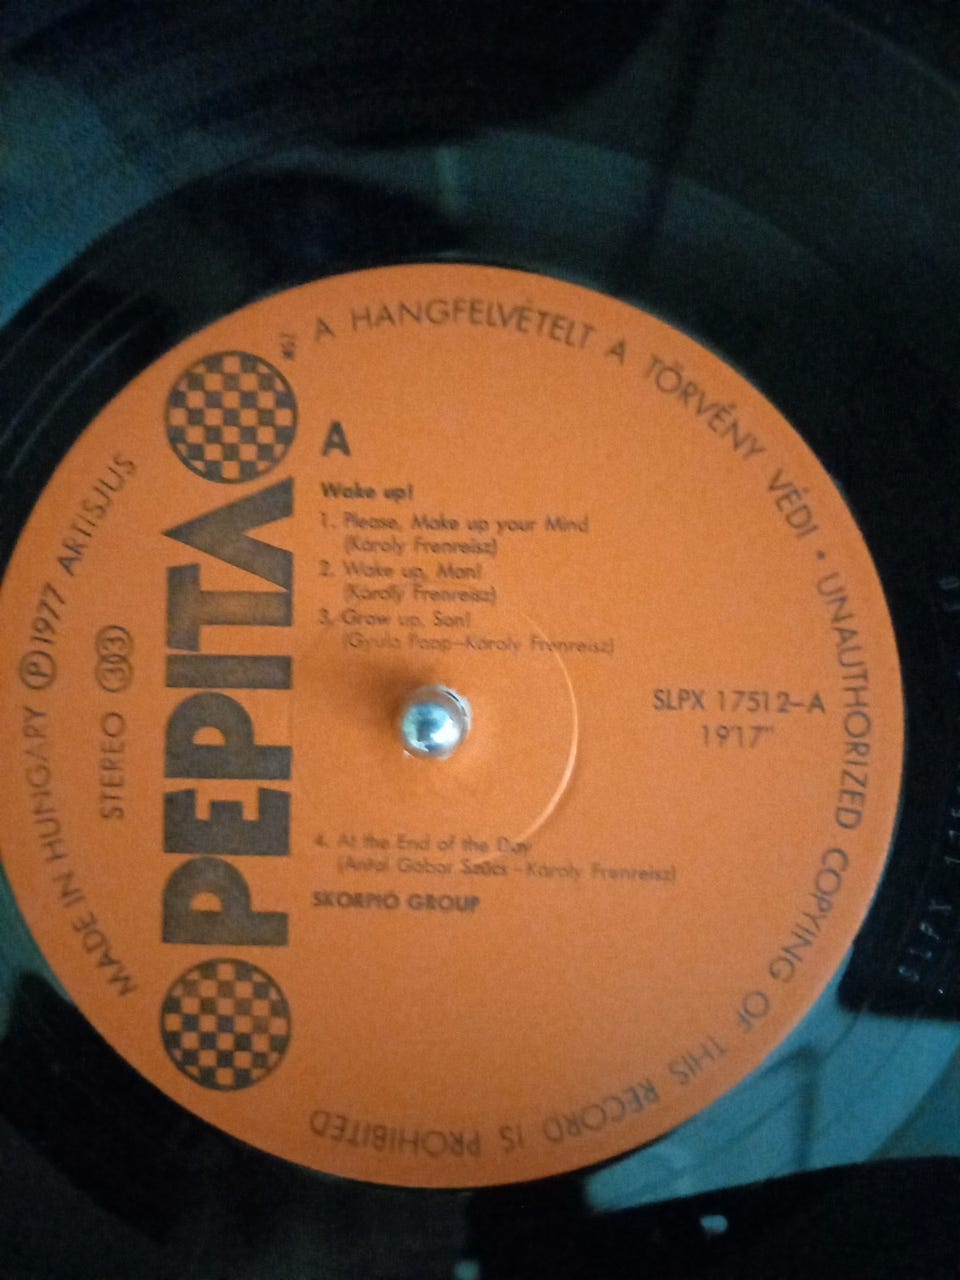 A HANGFELVÉTELT A TÖRVÉNY VÉDI • UNAUTHORIZED COPYING OF THIS RECORD IS PROHIBITED
MADE IN HUNGARY Ⓟ 1977 ARTISJUS
STEREO 33
PEPITA
A
Wake up!
1. Please, Make up your Mind
(Károly Frenreisz)
2. Wake up, Man!
(Károly Frenreisz)
3. Grow up, Son!
(Gyula Papp–Károly Frenreisz)
SLPX 17512–A
19'17"
4. At the End of the Day
(Antal Gábor Szűcs–Károly Frenreisz)
SKORPIÓ GROUP
SLPX